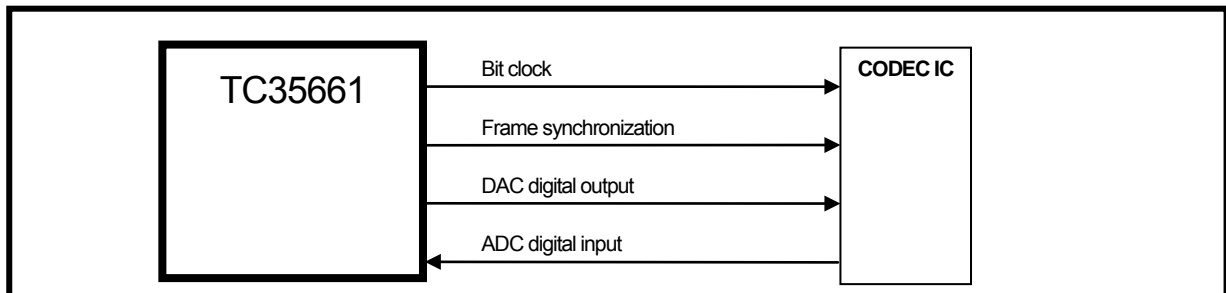 TC35661
Bit clock
CODEC IC
Frame synchronization
DAC digital output
ADC digital input